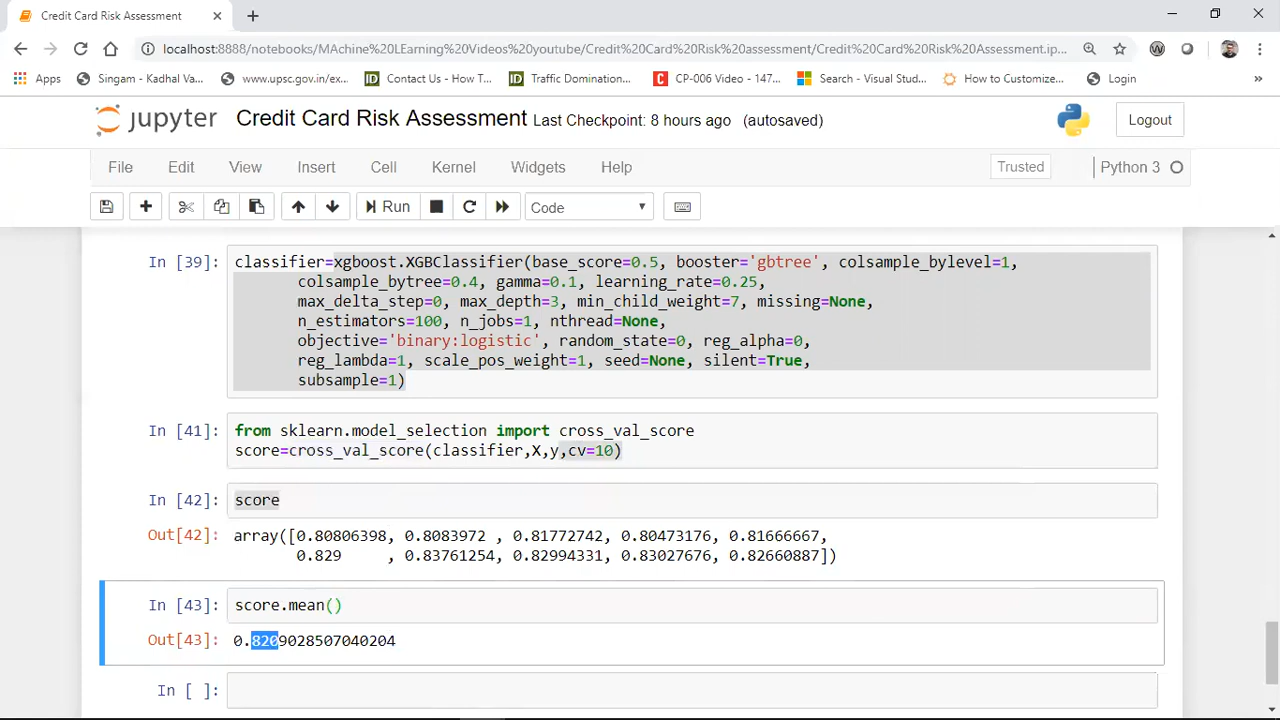 Credit Card Risk Assessment
localhost:8888/notebooks/MAchine%20LEarning%20Videos%20youtube/Credit%20Card%20Risk%20assessment/Credit%20Card%20Risk%20Assessment.ip...
Apps Singam - Kadhal Va... www.upsc.gov.in/ex... Contact Us - How T... Traffic Domination... CP-006 Video - 147... Search - Visual Stud... How to Customize... Login »
jupyter Credit Card Risk Assessment Last Checkpoint: 8 hours ago (autosaved) Logout
File Edit View Insert Cell Kernel Widgets Help Trusted Python 3
Run Code
In [39]: classifier=xgboost.XGBClassifier(base_score=0.5, booster='gbtree', colsample_bylevel=1,
colsample_bytree=0.4, gamma=0.1, learning_rate=0.25,
max_delta_step=0, max_depth=3, min_child_weight=7, missing=None,
n_estimators=100, n_jobs=1, nthread=None,
objective='binary:logistic', random_state=0, reg_alpha=0,
reg_lambda=1, scale_pos_weight=1, seed=None, silent=True,
subsample=1)
In [41]: from sklearn.model_selection import cross_val_score
score=cross_val_score(classifier,X,y,cv=10)
In [42]: score
Out[42]: array([0.80806398, 0.8083972 , 0.81772742, 0.80473176, 0.81666667,
0.829 , 0.83761254, 0.82994331, 0.83027676, 0.82660887])
In [43]: score.mean()
Out[43]: 0.8209028507040204
In [ ]: